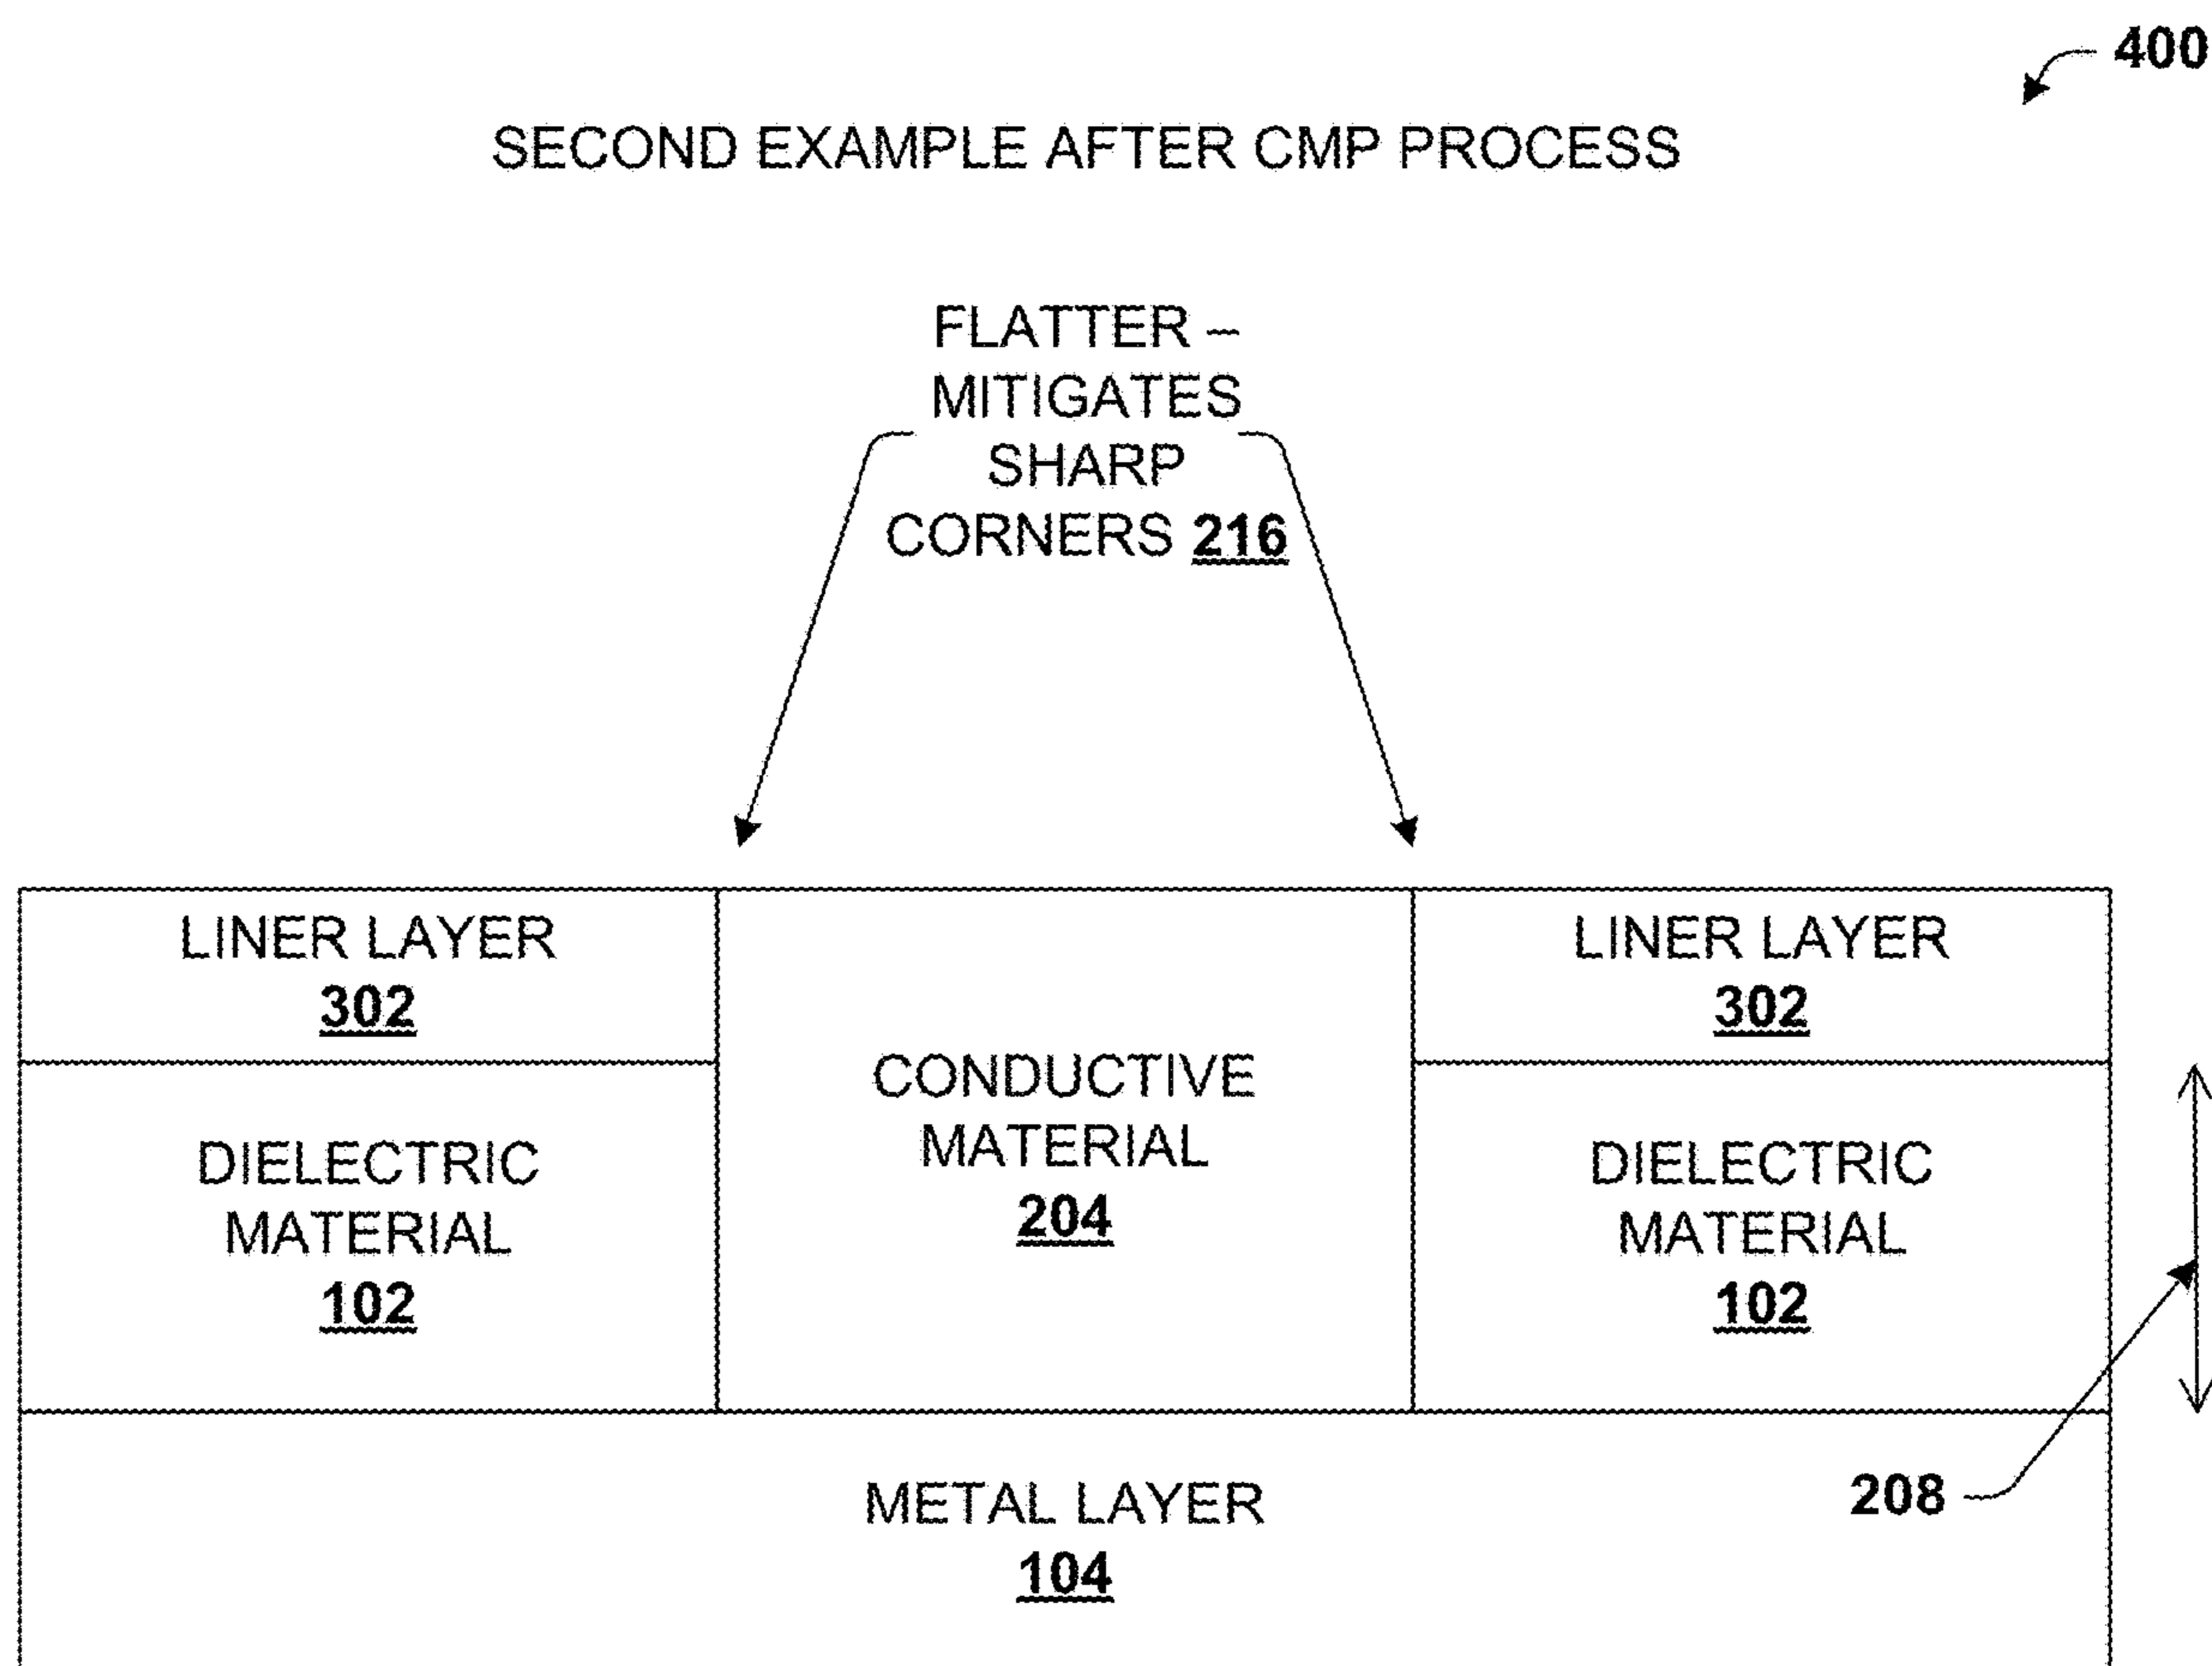 400
SECOND EXAMPLE AFTER CMP PROCESS
FLATTER –
MITIGATES
SHARP
CORNERS 216
LINER LAYER
302
LINER LAYER
302
CONDUCTIVE
MATERIAL
204
DIELECTRIC
MATERIAL
102
DIELECTRIC
MATERIAL
102
208
METAL LAYER
104